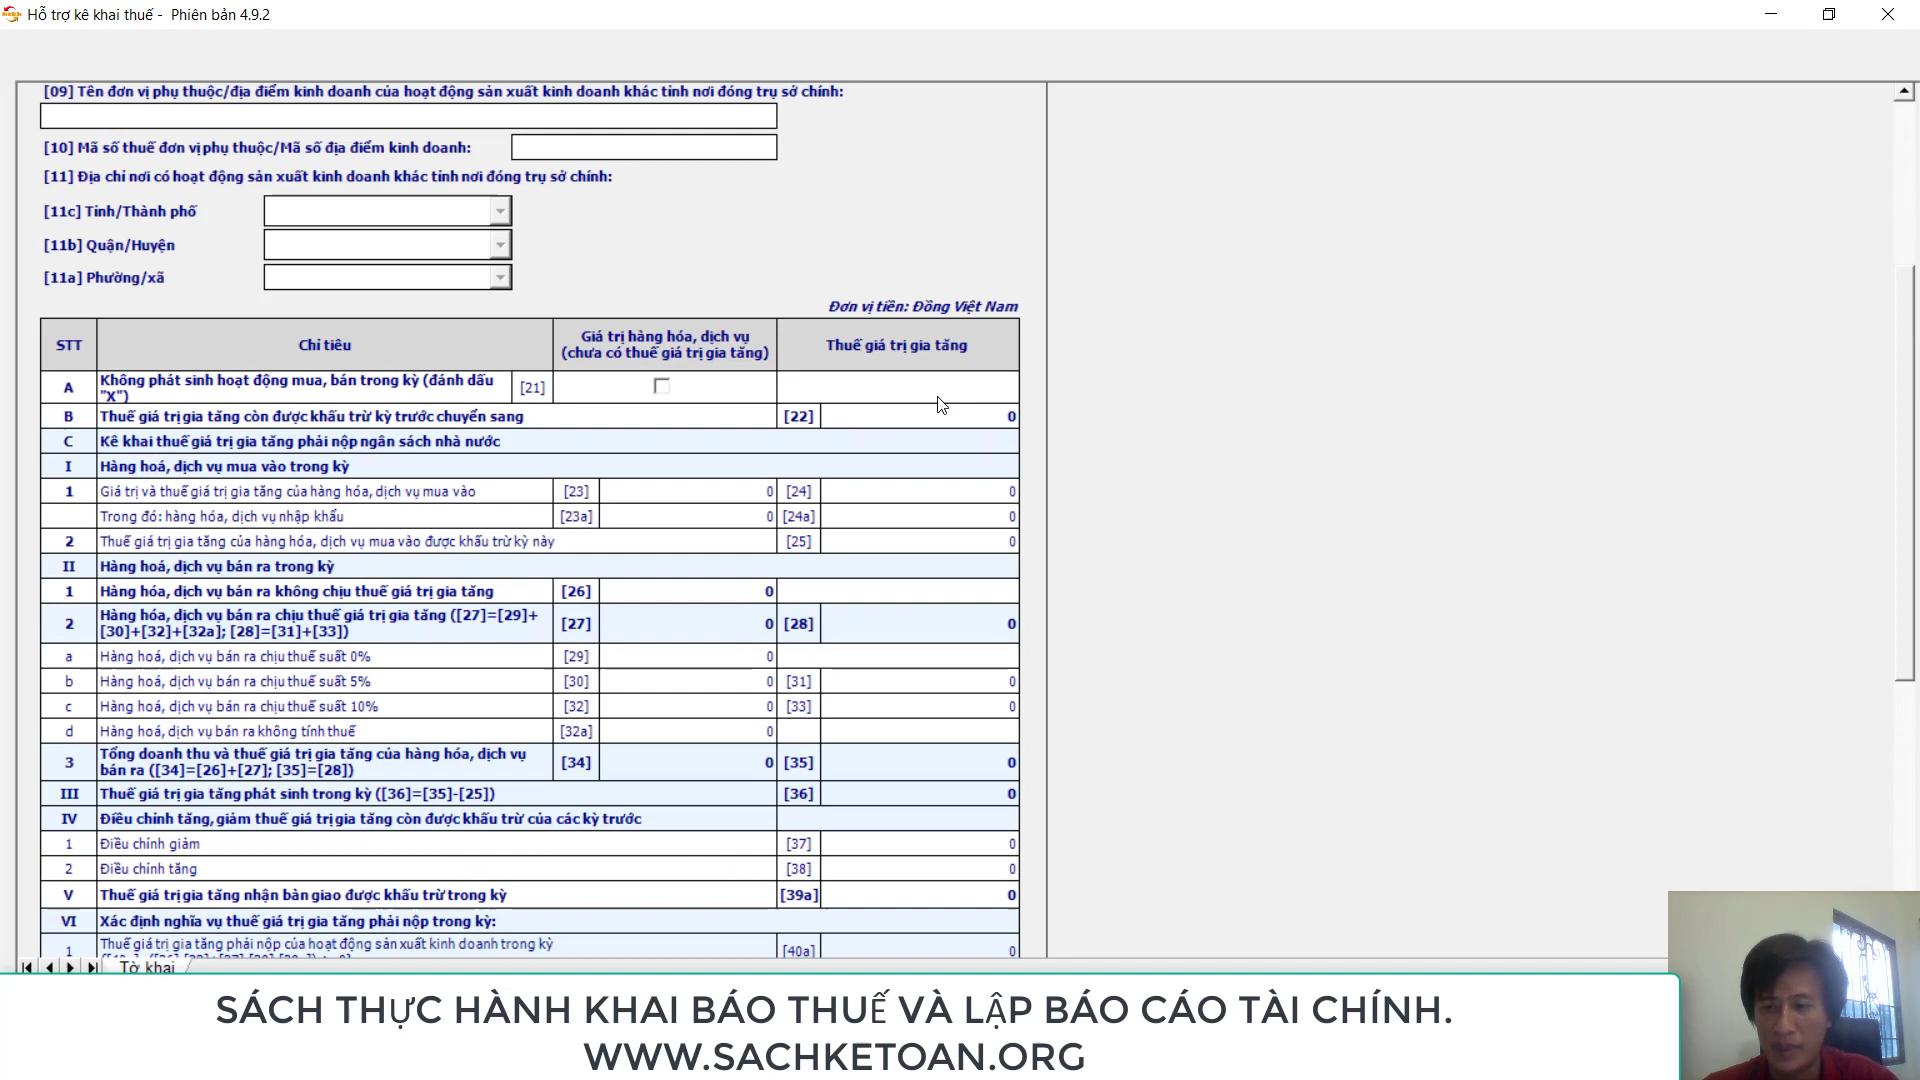 Hỗ trợ kê khai thuế - Phiên bản 4.9.2
[09] Tên đơn vị phụ thuộc/địa điểm kinh doanh của hoạt động sản xuất kinh doanh khác tỉnh nơi đóng trụ sở chính:
[10] Mã số thuế đơn vị phụ thuộc/Mã số địa điểm kinh doanh:
[11] Địa chỉ nơi có hoạt động sản xuất kinh doanh khác tỉnh nơi đóng trụ sở chính:
[11c] Tỉnh/Thành phố
[11b] Quận/Huyện
[11a] Phường/xã
Đơn vị tiền: Đồng Việt Nam
STT Chỉ tiêu Giá trị hàng hóa, dịch vụ (chưa có thuế giá trị gia tăng) Thuế giá trị gia tăng
A Không phát sinh hoạt động mua, bán trong kỳ (đánh dấu "X") [21]
B Thuế giá trị gia tăng còn được khấu trừ kỳ trước chuyển sang [22] 0
C Kê khai thuế giá trị gia tăng phải nộp ngân sách nhà nước
I Hàng hoá, dịch vụ mua vào trong kỳ
1 Giá trị và thuế giá trị gia tăng của hàng hóa, dịch vụ mua vào [23] 0 [24] 0
Trong đó: hàng hóa, dịch vụ nhập khẩu [23a] 0 [24a] 0
2 Thuế giá trị gia tăng của hàng hóa, dịch vụ mua vào được khấu trừ kỳ này [25] 0
II Hàng hoá, dịch vụ bán ra trong kỳ
1 Hàng hóa, dịch vụ bán ra không chịu thuế giá trị gia tăng [26] 0
2 Hàng hóa, dịch vụ bán ra chịu thuế giá trị gia tăng ([27]=[29]+ [30]+[32]+[32a]; [28]=[31]+[33]) [27] 0 [28] 0
a Hàng hoá, dịch vụ bán ra chịu thuế suất 0% [29] 0
b Hàng hoá, dịch vụ bán ra chịu thuế suất 5% [30] 0 [31] 0
c Hàng hoá, dịch vụ bán ra chịu thuế suất 10% [32] 0 [33] 0
d Hàng hoá, dịch vụ bán ra không tính thuế [32a] 0
3 Tổng doanh thu và thuế giá trị gia tăng của hàng hóa, dịch vụ bán ra ([34]=[26]+[27]; [35]=[28]) [34] 0 [35] 0
III Thuế giá trị gia tăng phát sinh trong kỳ ([36]=[35]-[25]) [36] 0
IV Điều chỉnh tăng, giảm thuế giá trị gia tăng còn được khấu trừ của các kỳ trước
1 Điều chỉnh giảm [37] 0
2 Điều chỉnh tăng [38] 0
V Thuế giá trị gia tăng nhận bàn giao được khấu trừ trong kỳ [39a] 0
VI Xác định nghĩa vụ thuế giá trị gia tăng phải nộp trong kỳ:
1 Thuế giá trị gia tăng phải nộp của hoạt động sản xuất kinh doanh trong kỳ [40a] 0
Tờ khai
SÁCH THỰC HÀNH KHAI BÁO THUẾ VÀ LẬP BÁO CÁO TÀI CHÍNH.
WWW.SACHKETOAN.ORG